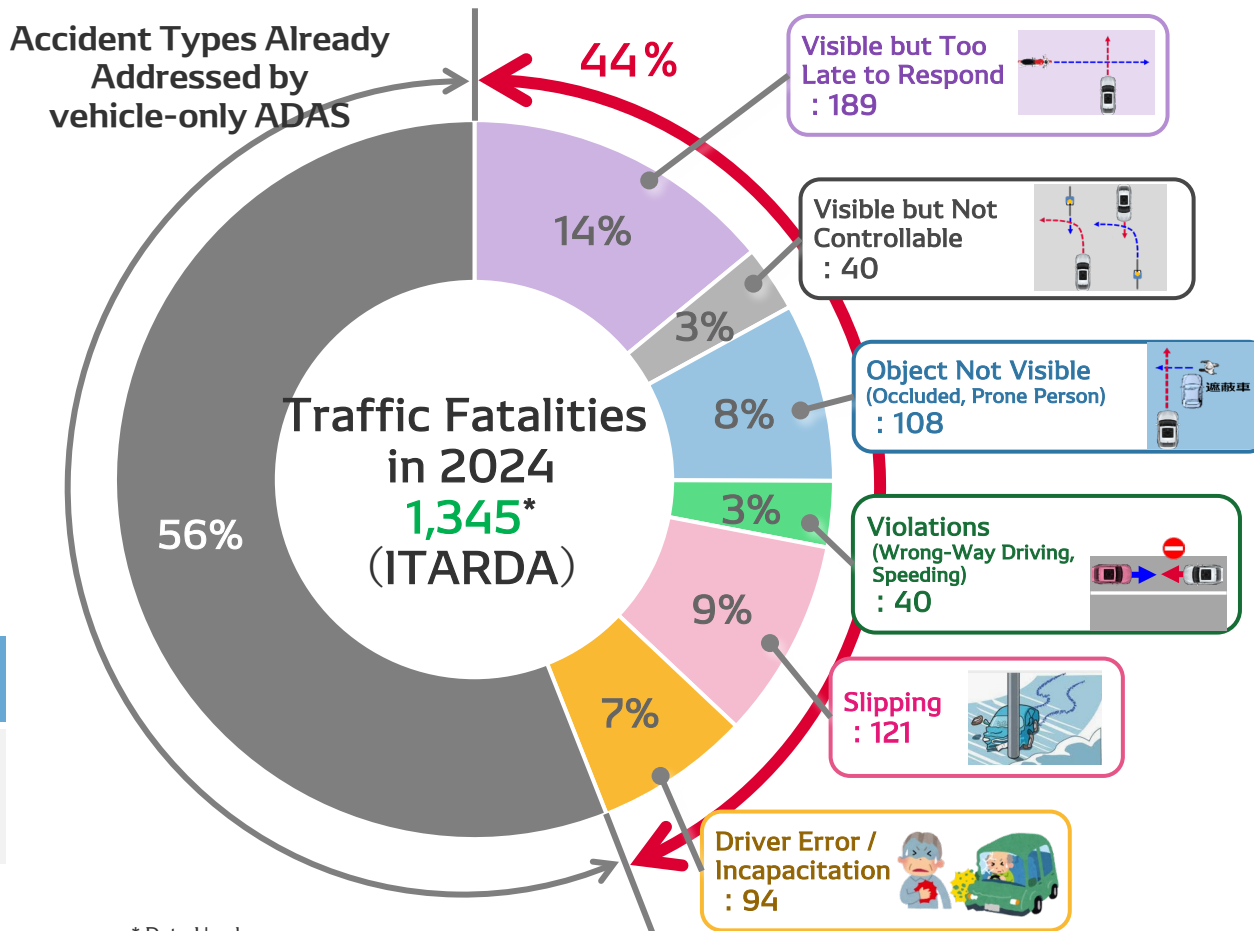 Accident Types Already
Addressed by
vehicle-only ADAS
44%
Visible but Too
Late to Respond
: 189
14%
Visible but Not
Controllable
: 40
3%
Object Not Visible
(Occluded, Prone Person)
: 108
遮蔽車
8%
Traffic Fatalities
in 2024
1,345*
(ITARDA)
56%
3%
Violations
(Wrong-Way Driving,
Speeding)
: 40
9%
Slipping
: 121
7%
Driver Error /
Incapacitation
: 94